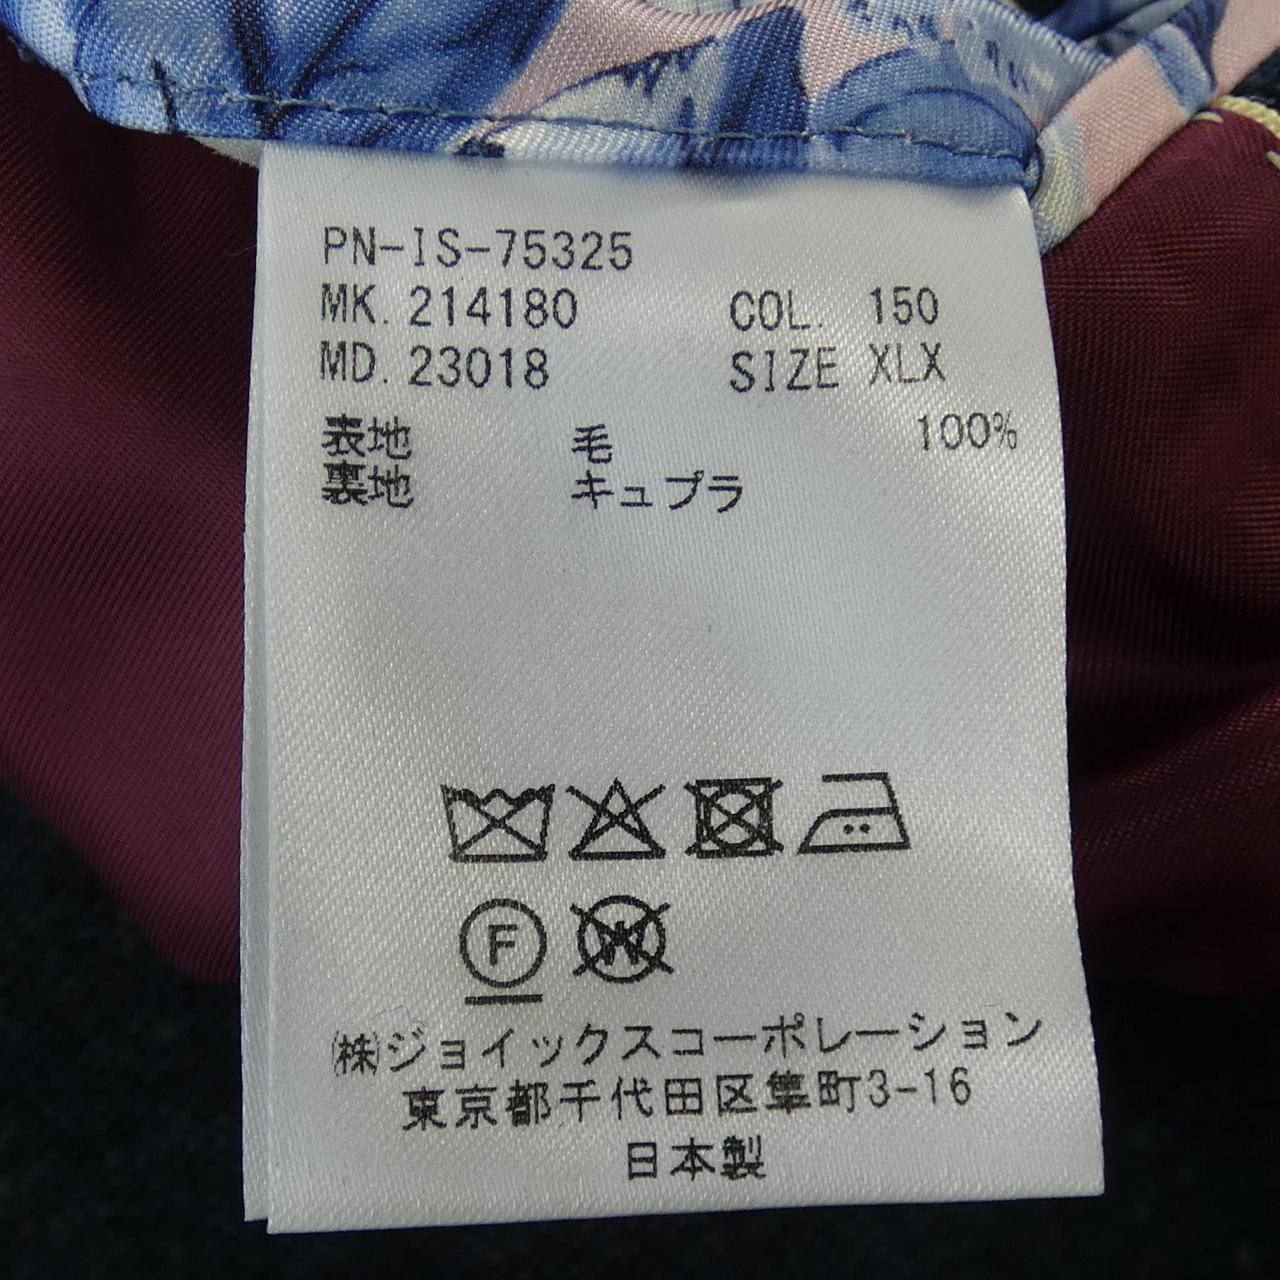 PN-IS-75325
MK. 214180 COL. 150
MD. 23018 SIZE XLX
表地 毛 100%
裏地 キュプラ
F
W
㈱ジョイックスコーポレーション
東京都千代田区隼町3-16
日本製